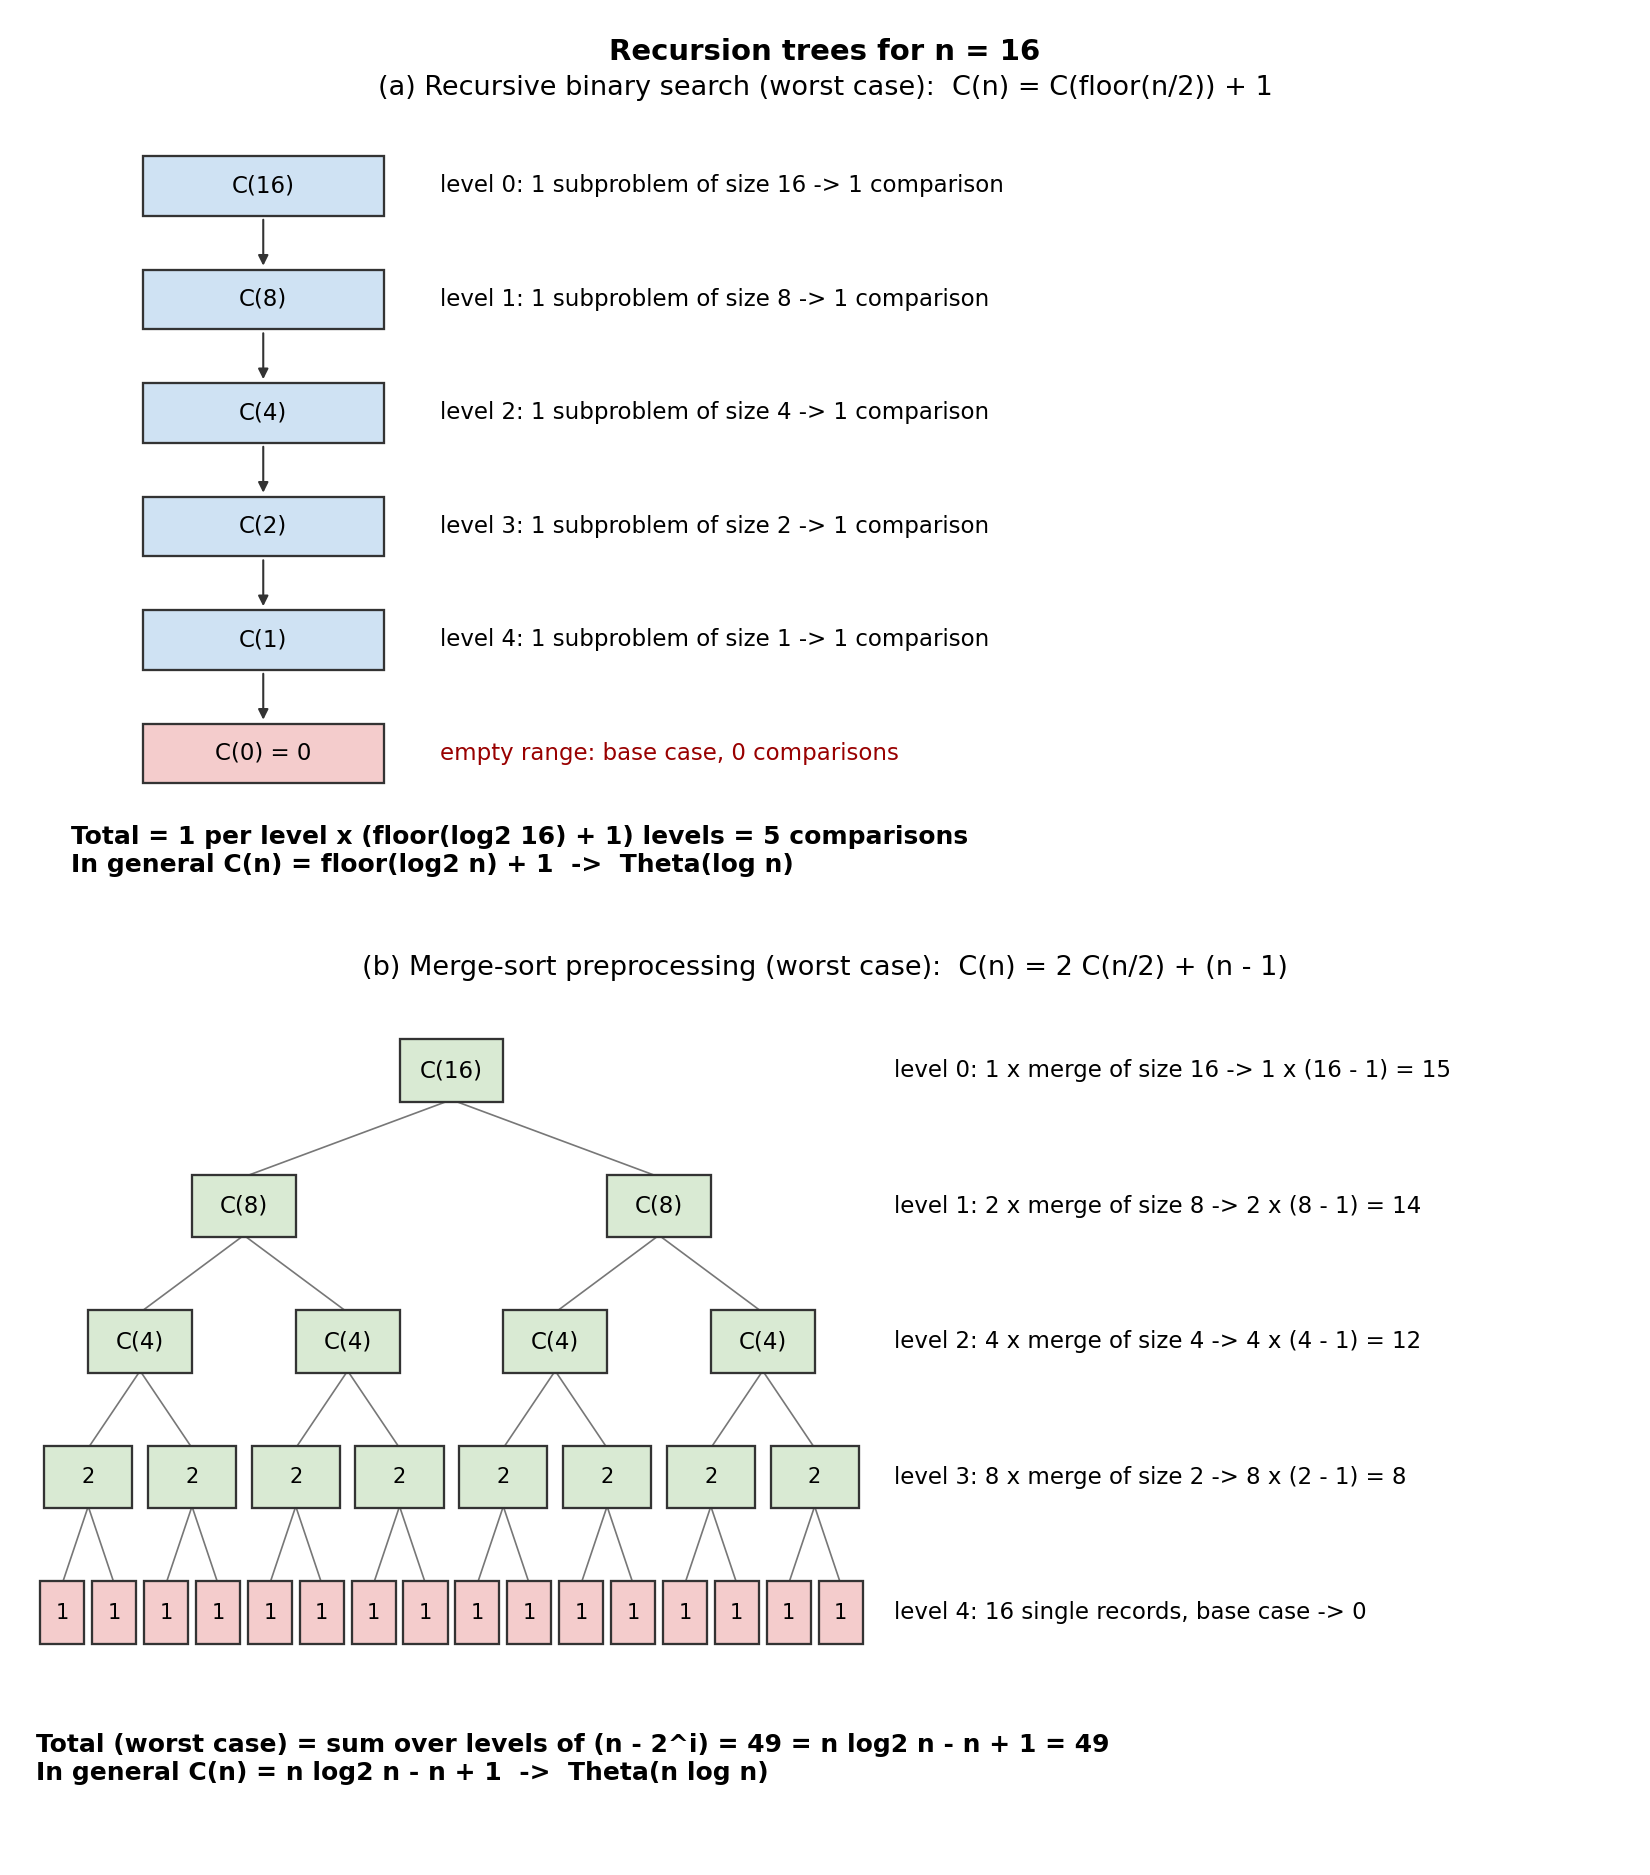 Recursion trees for n = 16
(a) Recursive binary search (worst case):  C(n) = C(floor(n/2)) + 1
C(16)
level 0: 1 subproblem of size 16 -> 1 comparison
C(8)
level 1: 1 subproblem of size 8 -> 1 comparison
C(4)
level 2: 1 subproblem of size 4 -> 1 comparison
C(2)
level 3: 1 subproblem of size 2 -> 1 comparison
C(1)
level 4: 1 subproblem of size 1 -> 1 comparison
C(0) = 0
empty range: base case, 0 comparisons
Total = 1 per level x (floor(log2 16) + 1) levels = 5 comparisons
In general C(n) = floor(log2 n) + 1  ->  Theta(log n)
(b) Merge-sort preprocessing (worst case):  C(n) = 2 C(n/2) + (n - 1)
C(16)
level 0: 1 x merge of size 16 -> 1 x (16 - 1) = 15
C(8) C(8)
level 1: 2 x merge of size 8 -> 2 x (8 - 1) = 14
C(4) C(4) C(4) C(4)
level 2: 4 x merge of size 4 -> 4 x (4 - 1) = 12
2 2 2 2 2 2 2 2
level 3: 8 x merge of size 2 -> 8 x (2 - 1) = 8
1 1 1 1 1 1 1 1 1 1 1 1 1 1 1 1
level 4: 16 single records, base case -> 0
Total (worst case) = sum over levels of (n - 2^i) = 49 = n log2 n - n + 1 = 49
In general C(n) = n log2 n - n + 1  ->  Theta(n log n)